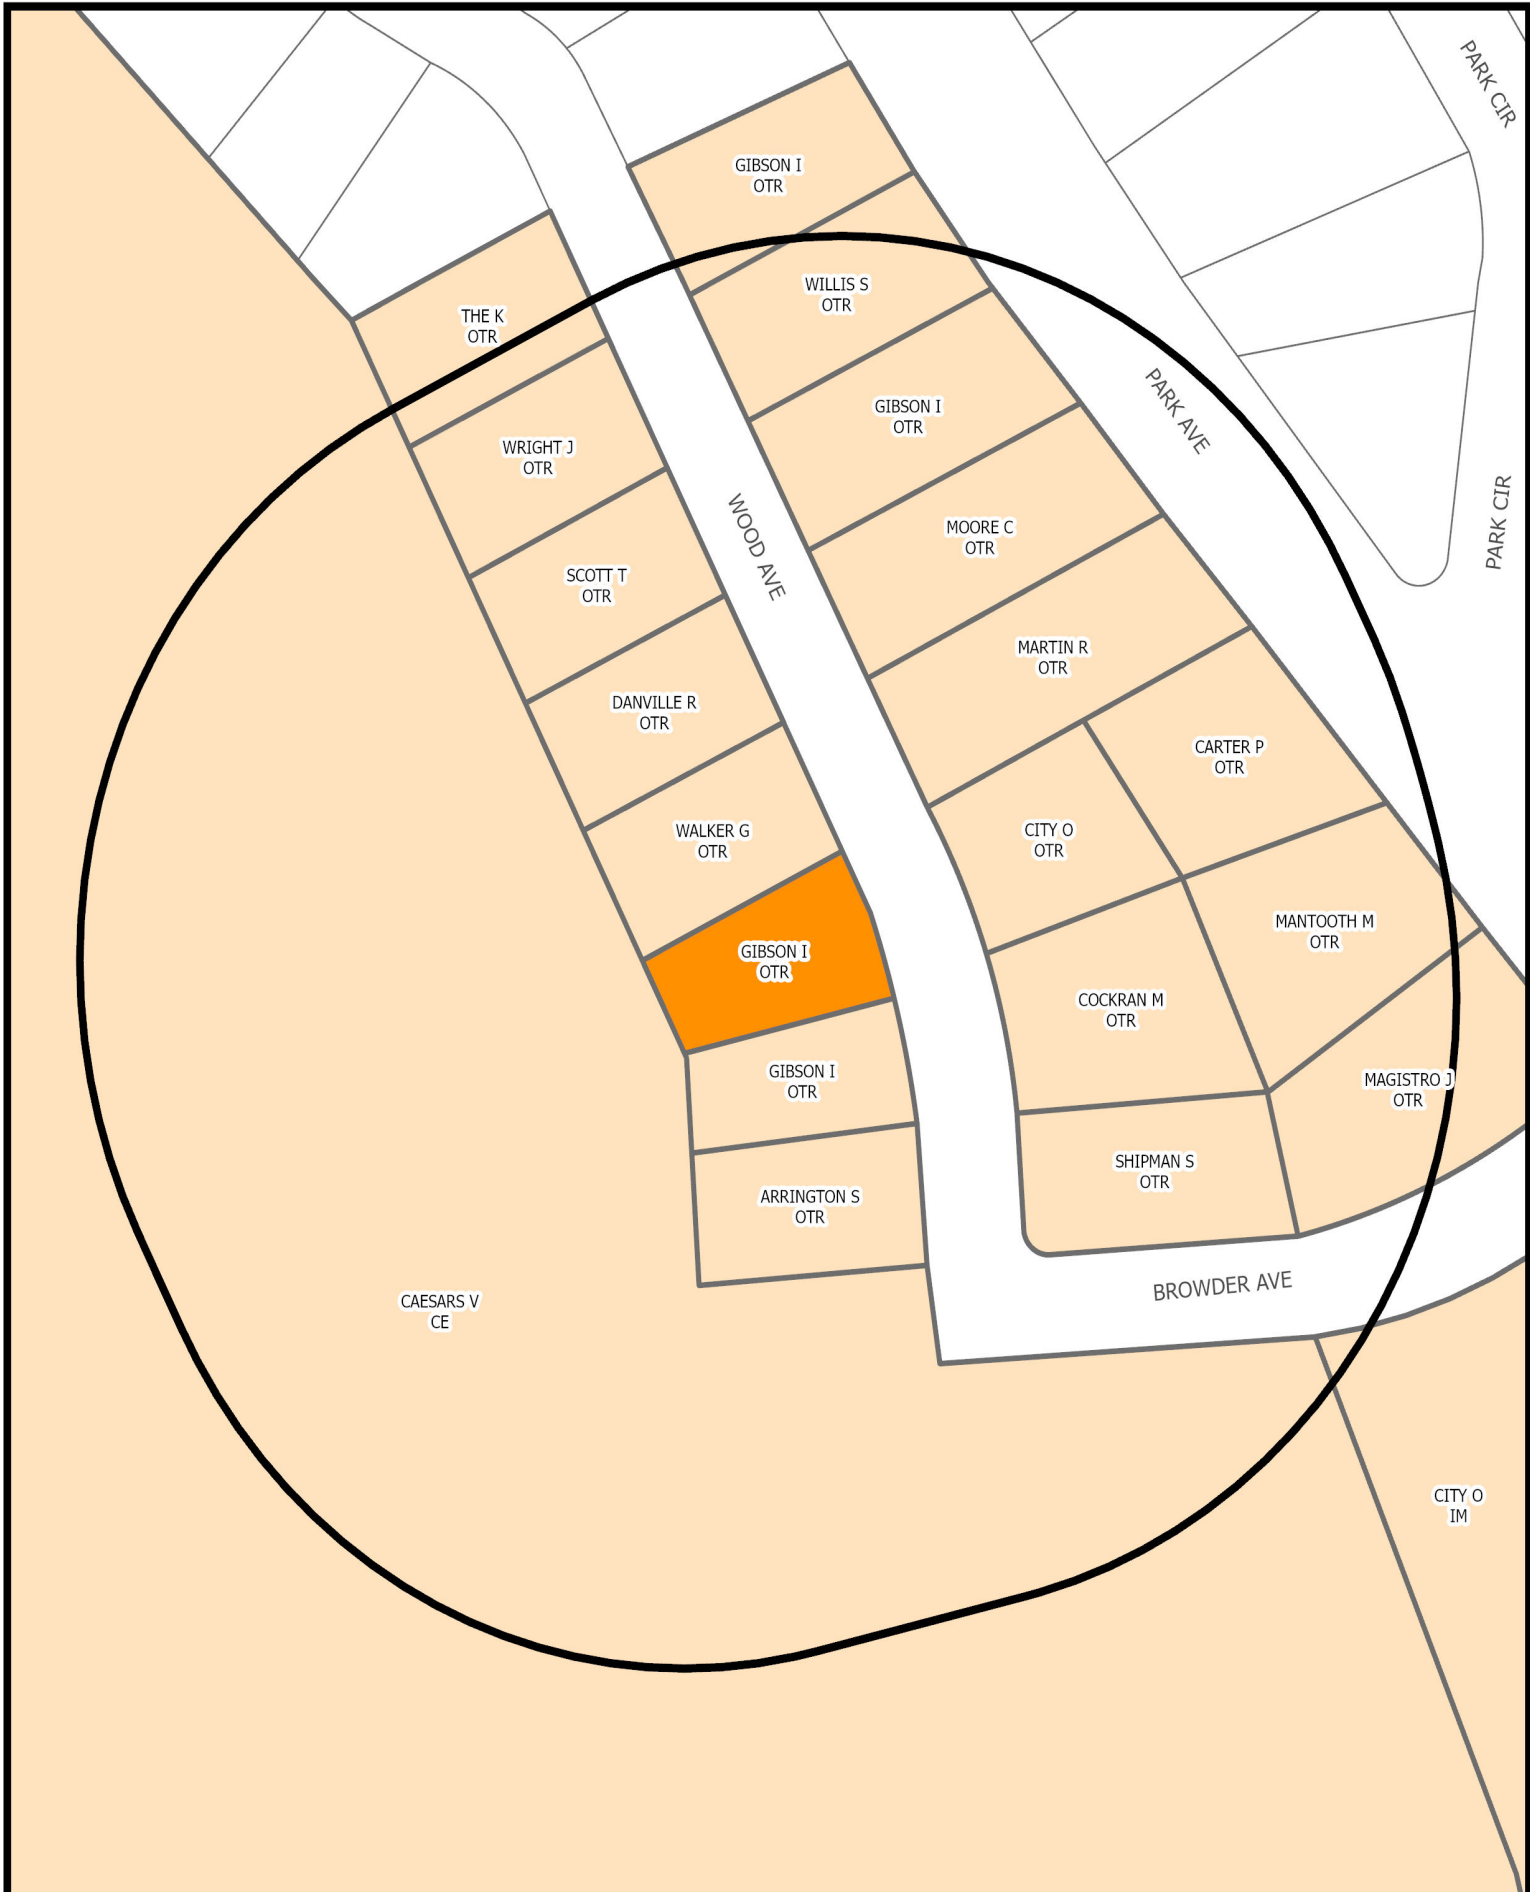 PARK CIR
GIBSON I
OTR
WILLIS S
OTR
THE K
OTR
PARK AVE
GIBSON I
OTR
WRIGHT J
OTR
WOOD AVE
MOORE C
OTR
PARK CIR
SCOTT T
OTR
MARTIN R
OTR
DANVILLE R
OTR
CARTER P
OTR
WALKER G
OTR
CITY O
OTR
MANTOOTH M
OTR
GIBSON I
OTR
COCKRAN M
OTR
GIBSON I
OTR
MAGISTRO J
OTR
SHIPMAN S
OTR
ARRINGTON S
OTR
BROWDER AVE
CAESARS V
CE
CITY O
IM